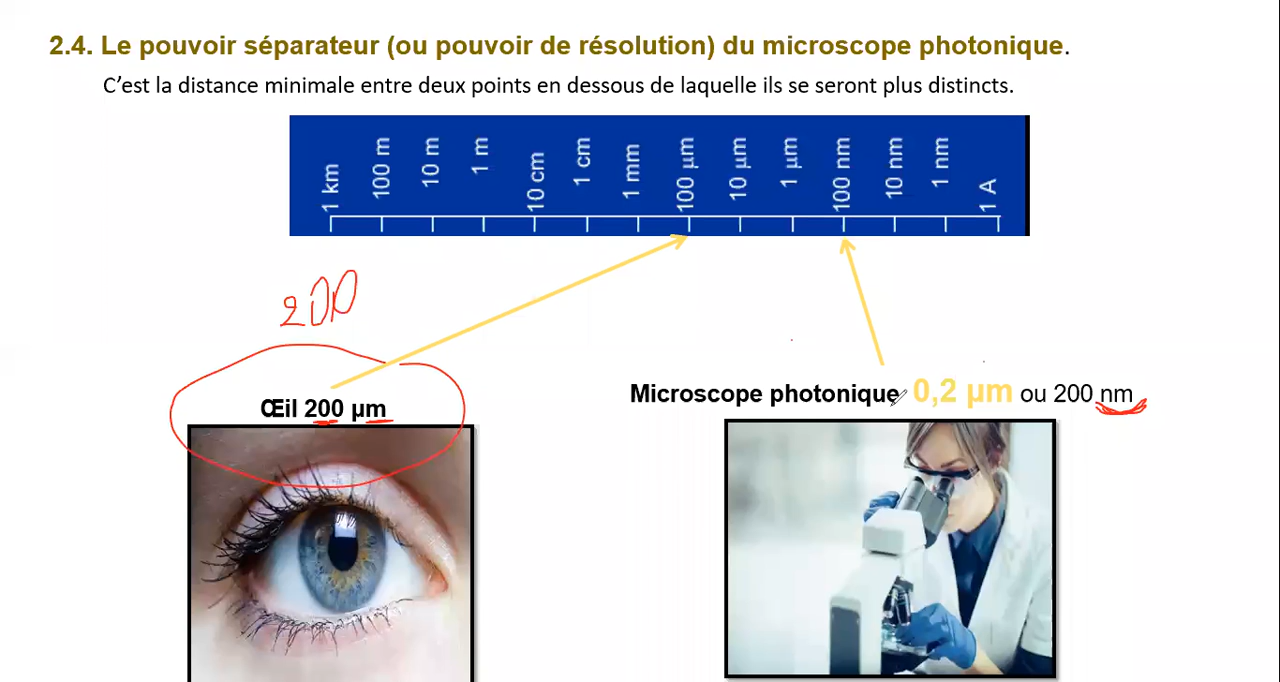 2.4. Le pouvoir séparateur (ou pouvoir de résolution) du microscope photonique.
C’est la distance minimale entre deux points en dessous de laquelle ils se seront plus distincts.
1 km
100 m
10 m
1 m
10 cm
1 cm
1 mm
100 µm
10 µm
1 µm
100 nm
10 nm
1 nm
1 A
200
Œil 200 µm
Microscope photonique 0,2 µm ou 200 nm